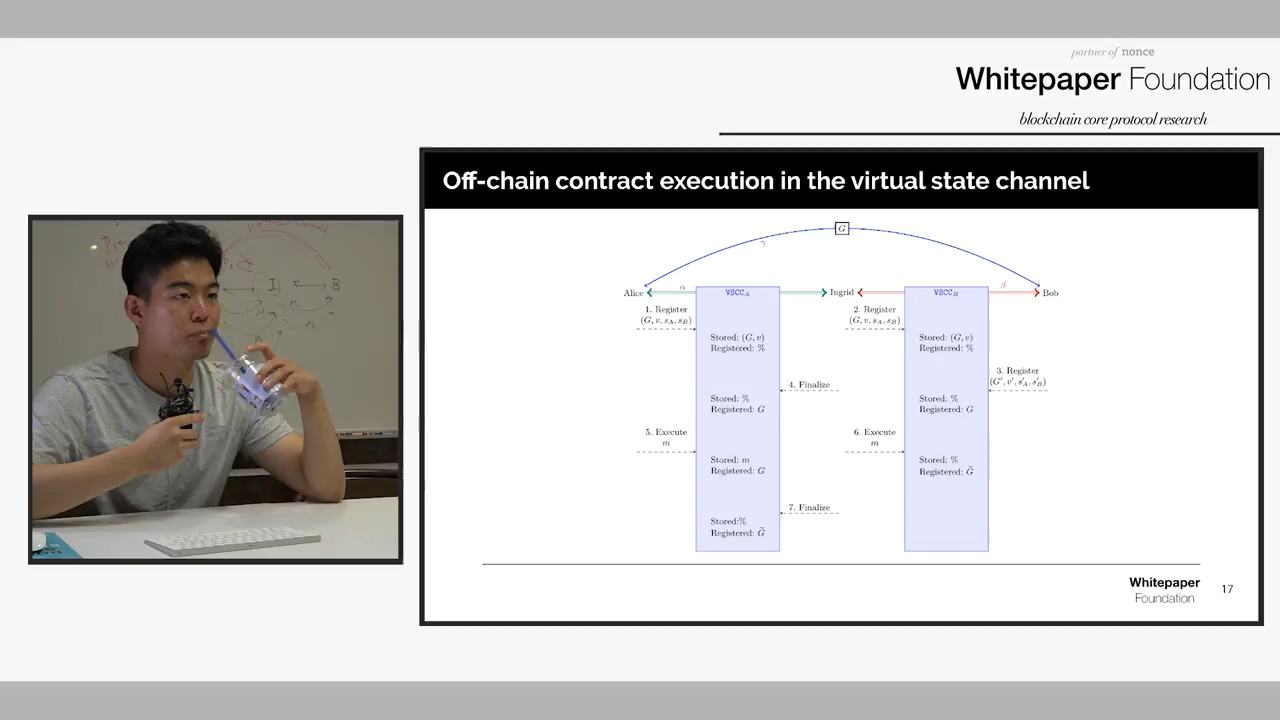 partner of nonce
Whitepaper Foundation
blockchain core protocol research
Off-chain contract execution in the virtual state channel
G
γ
Alice
α
VSCC_A
Ingrid
VSCC_B
β
Bob
1. Register
(G, v, s_A, s_B)
Stored: (G, v)
Registered: %
2. Register
(G, v, s_A, s_B)
Stored: (G, v)
Registered: %
3. Register
(G′, v′, s′_A, s′_B)
4. Finalize
Stored: %
Registered: G
Stored: %
Registered: G
5. Execute
m
Stored: m
Registered: G
6. Execute
m
Stored: %
Registered: G̃
7. Finalize
Stored:%
Registered: G̃
Whitepaper
Foundation
17
I
B